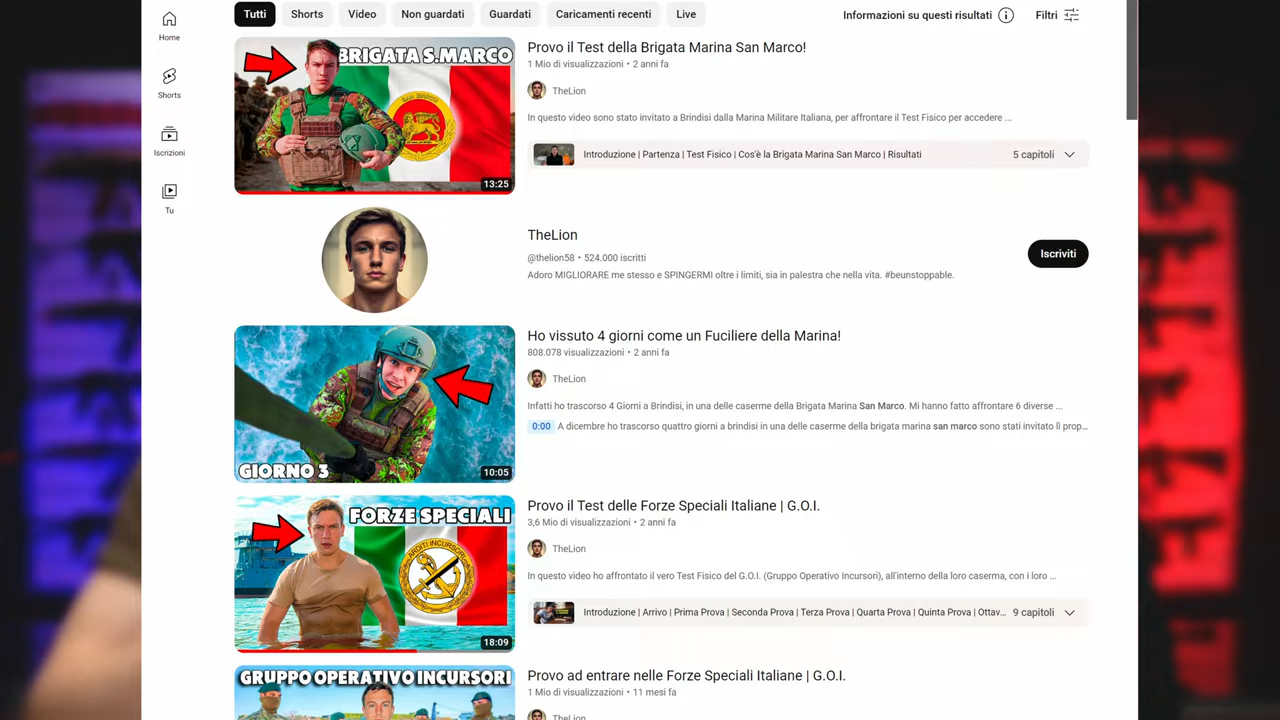 Tutti
Shorts
Video
Non guardati
Guardati
Caricamenti recenti
Live
Informazioni su questi risultati
Filtri
Home
Shorts
Iscrizioni
Tu
BRIGATA S.MARCO
SAN MARCO
13:25
Provo il Test della Brigata Marina San Marco!
1 Mio di visualizzazioni • 2 anni fa
TheLion
In questo video sono stato invitato a Brindisi dalla Marina Militare Italiana, per affrontare il Test Fisico per accedere ...
Introduzione | Partenza | Test Fisico | Cos'è la Brigata Marina San Marco | Risultati
5 capitoli
TheLion
@thelion58 • 524.000 iscritti
Adoro MIGLIORARE me stesso e SPINGERMI oltre i limiti, sia in palestra che nella vita. #beunstoppable.
Iscriviti
GIORNO 3
10:05
Ho vissuto 4 giorni come un Fuciliere della Marina!
808.078 visualizzazioni • 2 anni fa
TheLion
Infatti ho trascorso 4 Giorni a Brindisi, in una delle caserme della Brigata Marina San Marco. Mi hanno fatto affrontare 6 diverse ...
0:00 A dicembre ho trascorso quattro giorni a brindisi in una delle caserme della brigata marina san marco sono stati invitato lì prop...
FORZE SPECIALI
ARDITI INCURSORI
18:09
Provo il Test delle Forze Speciali Italiane | G.O.I.
3,6 Mio di visualizzazioni • 2 anni fa
TheLion
In questo video ho affrontato il vero Test Fisico del G.O.I. (Gruppo Operativo Incursori), all'interno della loro caserma, con i loro ...
Introduzione | Arrivo | Prima Prova | Seconda Prova | Terza Prova | Quarta Prova | Quinta Prova | Ottav...
9 capitoli
GRUPPO OPERATIVO INCURSORI
Provo ad entrare nelle Forze Speciali Italiane | G.O.I.
1 Mio di visualizzazioni • 11 mesi fa
TheLion